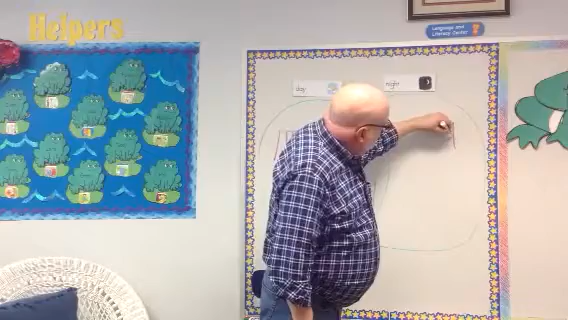 Helpers
Language and
Literacy Center
day
night